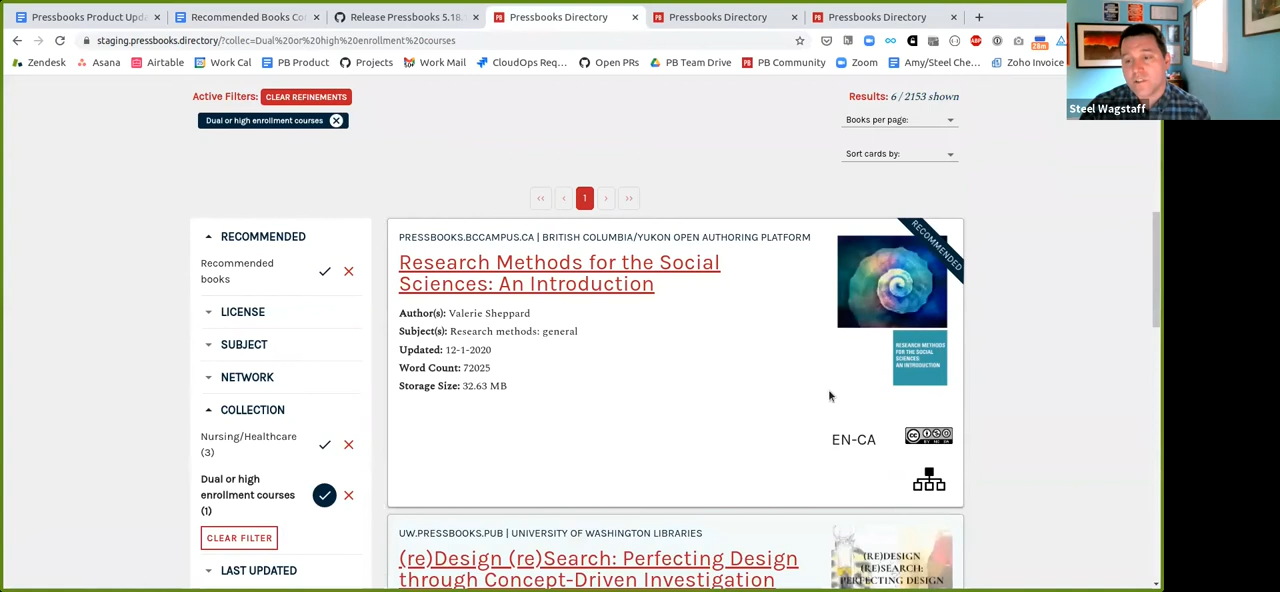 Pressbooks Product Upda
Recommended Books Co
Release Pressbooks 5.18.
Pressbooks Directory
Pressbooks Directory
Pressbooks Directory
staging.pressbooks.directory/?collec=Dual%20or%20high%20enrollment%20courses
28m
Zendesk
Asana
Airtable
Work Cal
PB Product
Projects
Work Mail
CloudOps Req...
Open PRs
PB Team Drive
PB Community
Zoom
Amy/Steel Che...
Zoho Invoice
Steel Wagstaff
Active Filters: CLEAR REFINEMENTS
Results: 6 / 2153 shown
Dual or high enrollment courses
Books per page:
Sort cards by:
‹‹ ‹ 1 › ››
RECOMMENDED
Recommended
books
LICENSE
SUBJECT
NETWORK
COLLECTION
Nursing/Healthcare
(3)
Dual or high
enrollment courses
(1)
CLEAR FILTER
LAST UPDATED
PRESSBOOKS.BCCAMPUS.CA | BRITISH COLUMBIA/YUKON OPEN AUTHORING PLATFORM
Research Methods for the Social
Sciences: An Introduction
Author(s): Valerie Sheppard
Subject(s): Research methods: general
Updated: 12-1-2020
Word Count: 72025
Storage Size: 32.63 MB
RECOMMENDED
RESEARCH METHODS
FOR THE SOCIAL
SCIENCES:
AN INTRODUCTION
EN-CA
UW.PRESSBOOKS.PUB | UNIVERSITY OF WASHINGTON LIBRARIES
(re)Design (re)Search: Perfecting Design
through Concept-Driven Investigation
(RE)DESIGN
(RE)SEARCH:
PERFECTING DESIGN